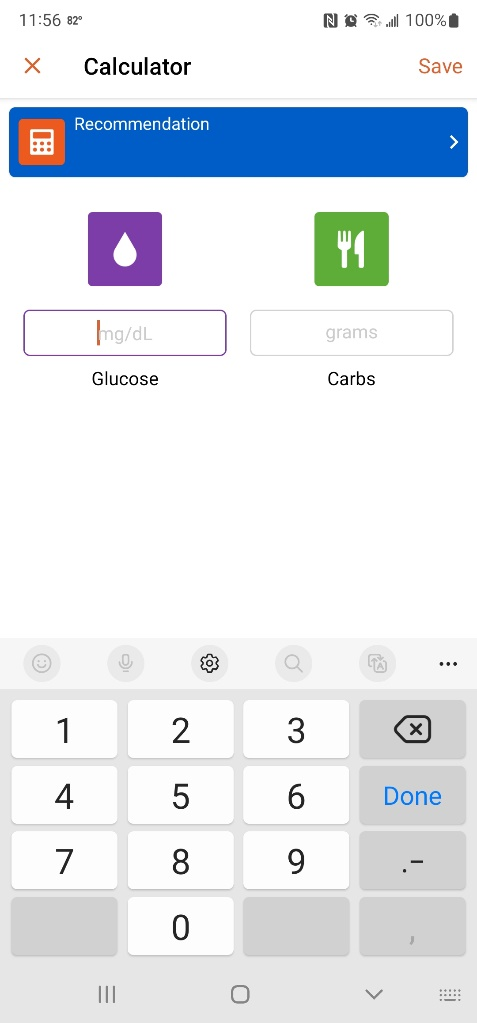 11:56 82° 100%
Calculator Save
Recommendation
mg/dL grams
Glucose Carbs
1 2 3
4 5 6 Done
7 8 9 .-
0 ,